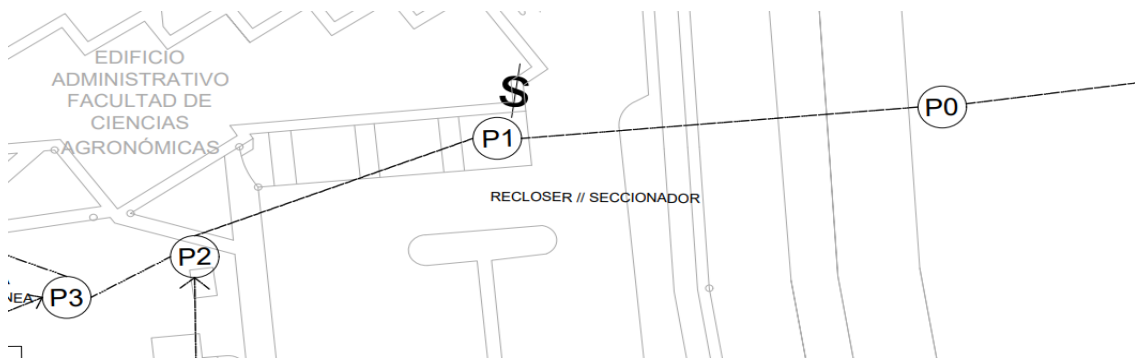 EDIFICIO
ADMINISTRATIVO
FACULTAD DE
CIENCIAS
AGRONÓMICAS
S
P1
P0
RECLOSER // SECCIONADOR
P2
NEA
P3